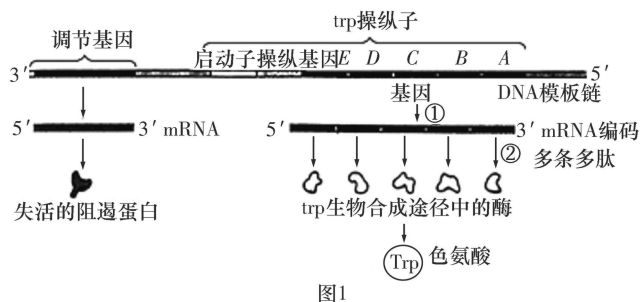 trp操纵子
调节基因
启动子操纵基因E D C B A
3′ 5′
基因 DNA模板链
①
5′ 3′ mRNA 3′ mRNA编码
② 多条多肽
失活的阻遏蛋白 trp生物合成途径中的酶
Trp 色氨酸
图1